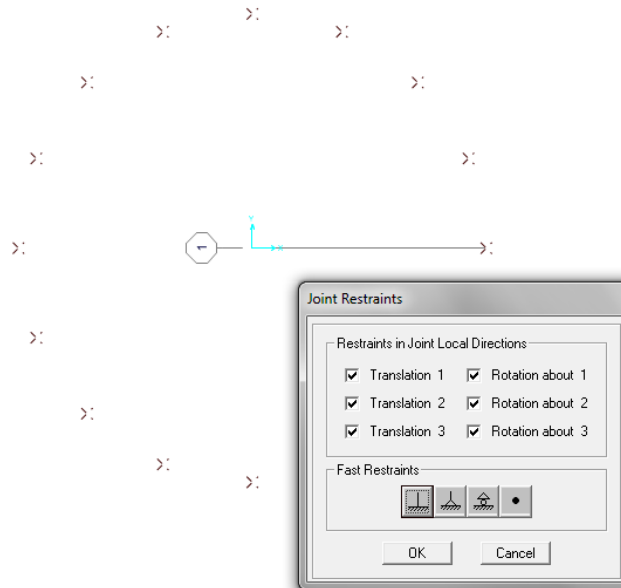 Y
1
X
Joint Restraints
Restraints in Joint Local Directions
Translation 1 Rotation about 1
Translation 2 Rotation about 2
Translation 3 Rotation about 3
Fast Restraints
OK Cancel